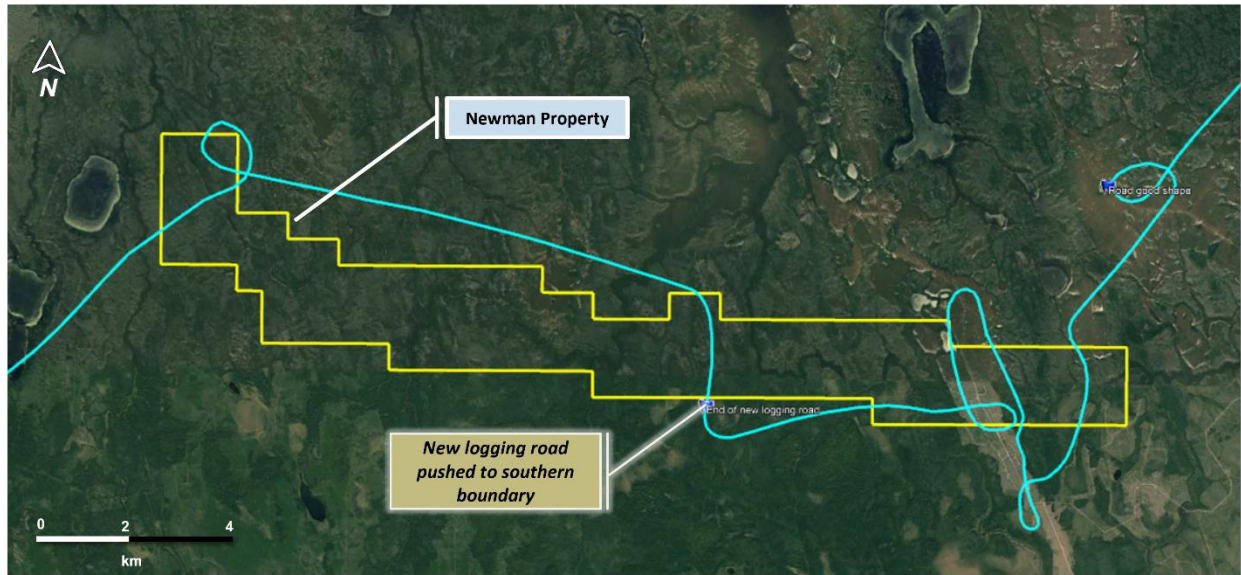 N
Newman Property
Road good shape
End of new logging road
New logging road
pushed to southern
boundary
0 2 4
km